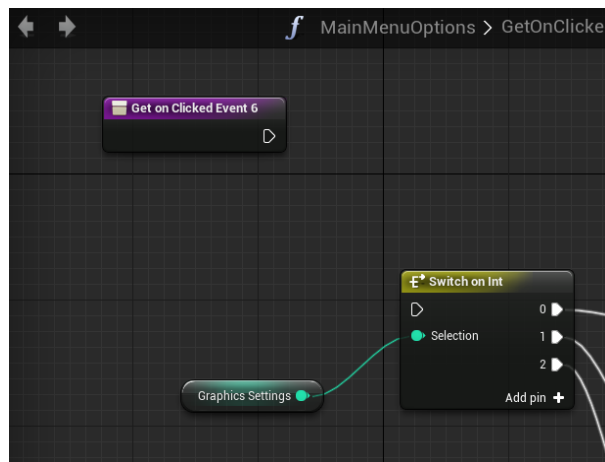 f MainMenuOptions > GetOnClicke
Get on Clicked Event 6
Switch on Int
0
Selection 1
2
Graphics Settings
Add pin +